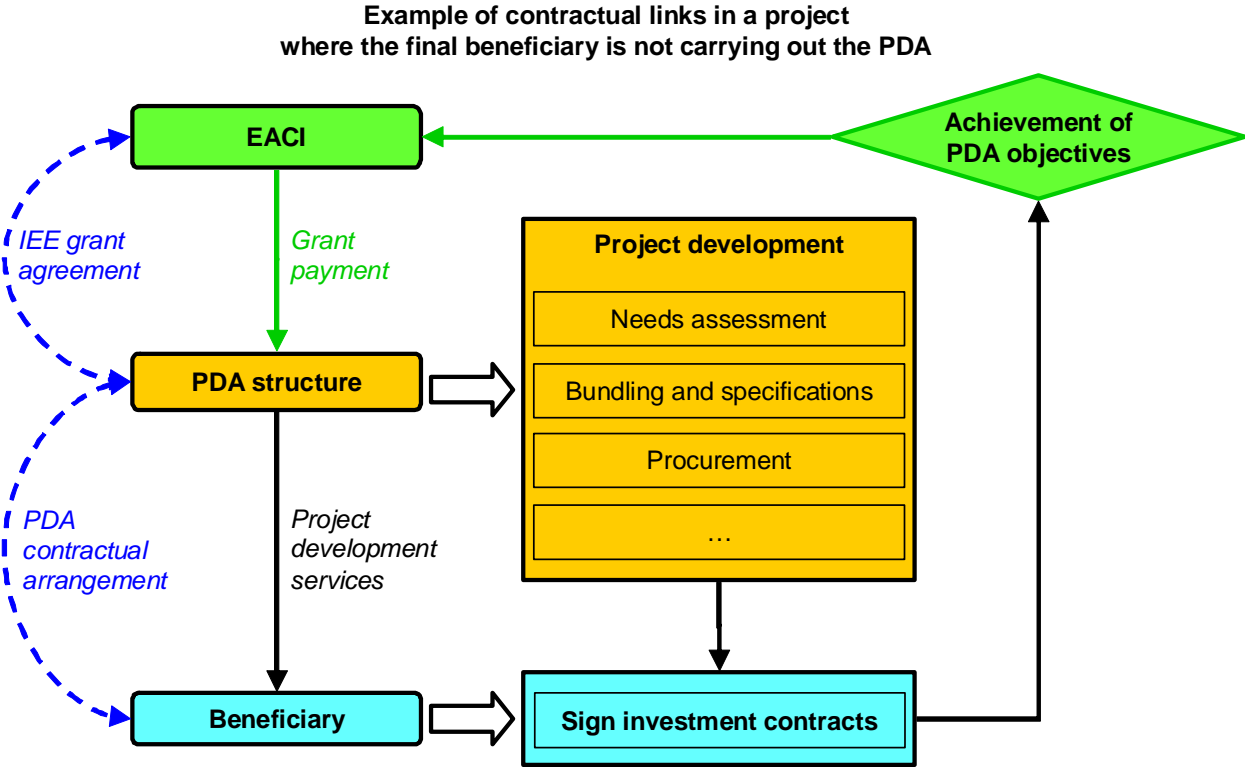 Example of contractual links in a project
where the final beneficiary is not carrying out the PDA
EACI
Achievement of
PDA objectives
IEE grant
agreement
Grant
payment
Project development
Needs assessment
PDA structure
Bundling and specifications
Procurement
…
PDA
contractual
arrangement
Project
development
services
Beneficiary
Sign investment contracts